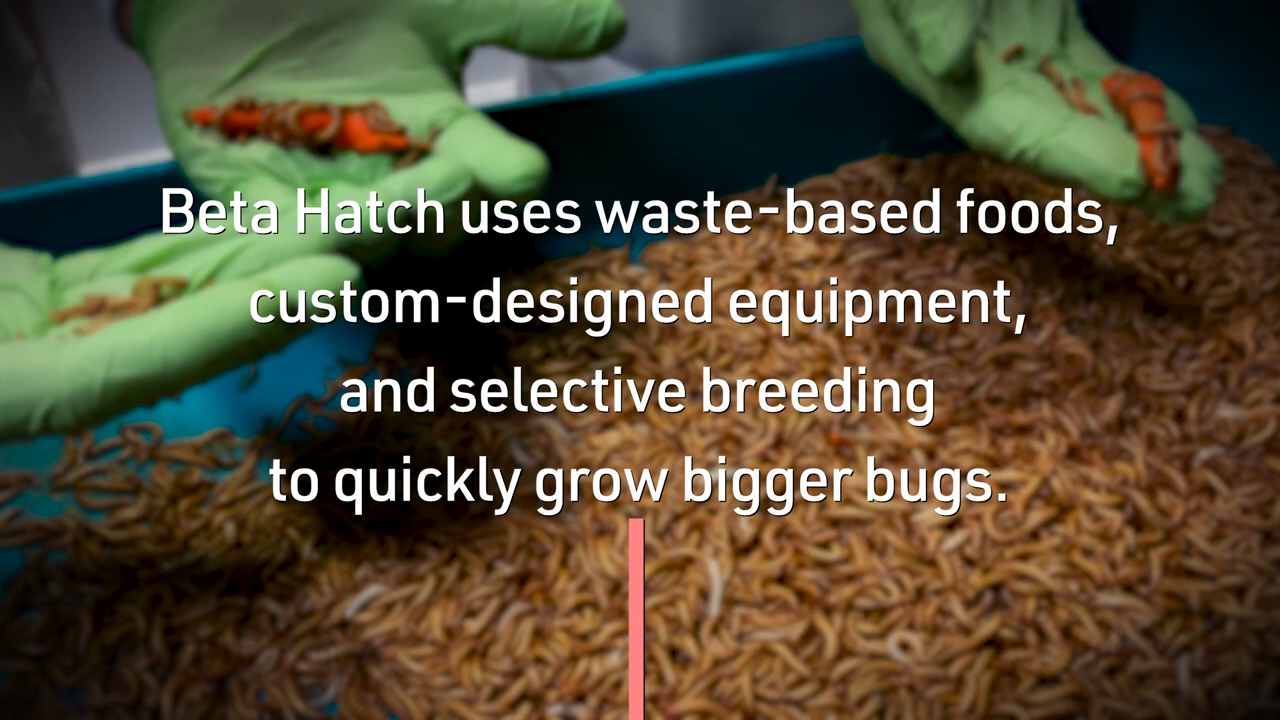 Beta Hatch uses waste-based foods,
custom-designed equipment,
and selective breeding
to quickly grow bigger bugs.